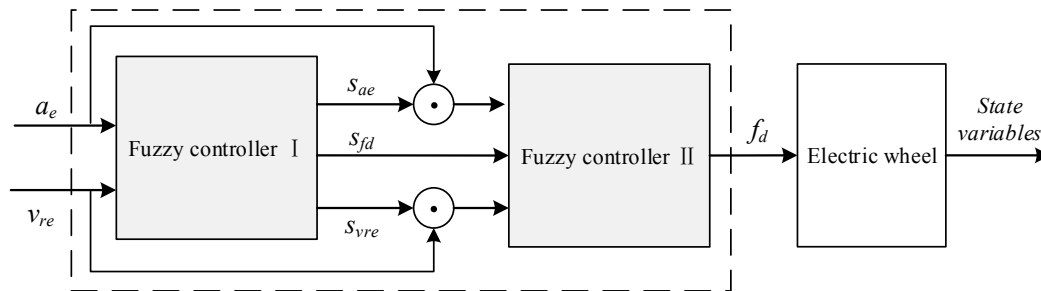 a_e
v_re
Fuzzy controller Ⅰ
s_ae
s_fd
s_vre
Fuzzy controller Ⅱ
f_d
Electric wheel
State
variables